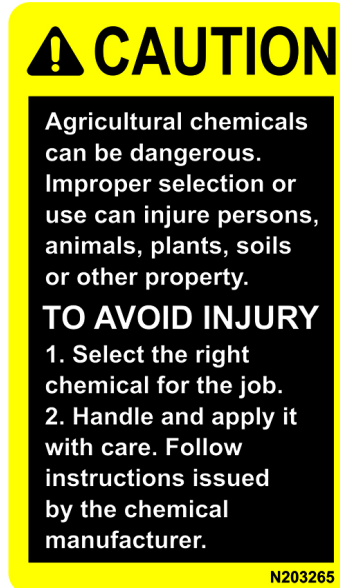 CAUTION
Agricultural chemicals
can be dangerous.
Improper selection or
use can injure persons,
animals, plants, soils
or other property.
TO AVOID INJURY
1. Select the right
chemical for the job.
2. Handle and apply it
with care. Follow
instructions issued
by the chemical
manufacturer.
N203265